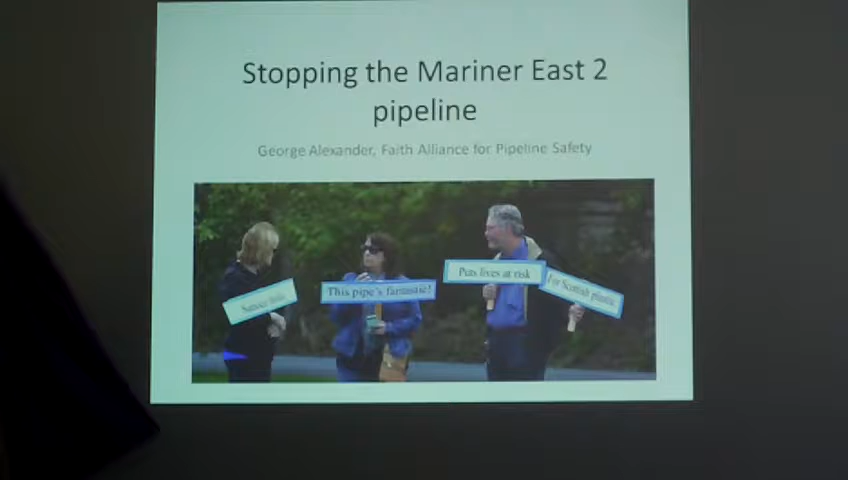 Stopping the Mariner East 2
pipeline
George Alexander, Faith Alliance for Pipeline Safety
This pipe's fantastic!
Puts lives at risk
For Scottish plastic.